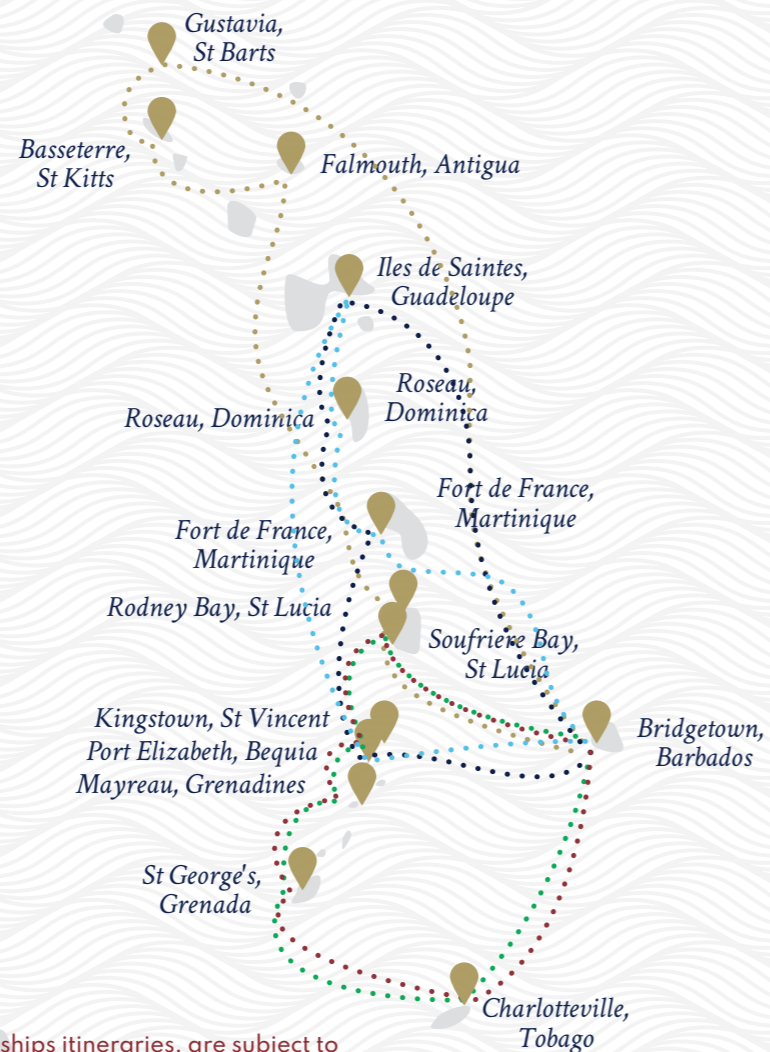 Gustavia,
St Barts
Basseterre,
St Kitts
Falmouth, Antigua
Iles de Saintes,
Guadeloupe
Roseau,
Dominica
Roseau, Dominica
Fort de France,
Martinique
Fort de France,
Martinique
Rodney Bay, St Lucia
Soufriere Bay,
St Lucia
Kingstown, St Vincent
Port Elizabeth, Bequia
Mayreau, Grenadines
Bridgetown,
Barbados
St George's,
Grenada
Charlotteville,
Tobago
ships itineraries, are subject to